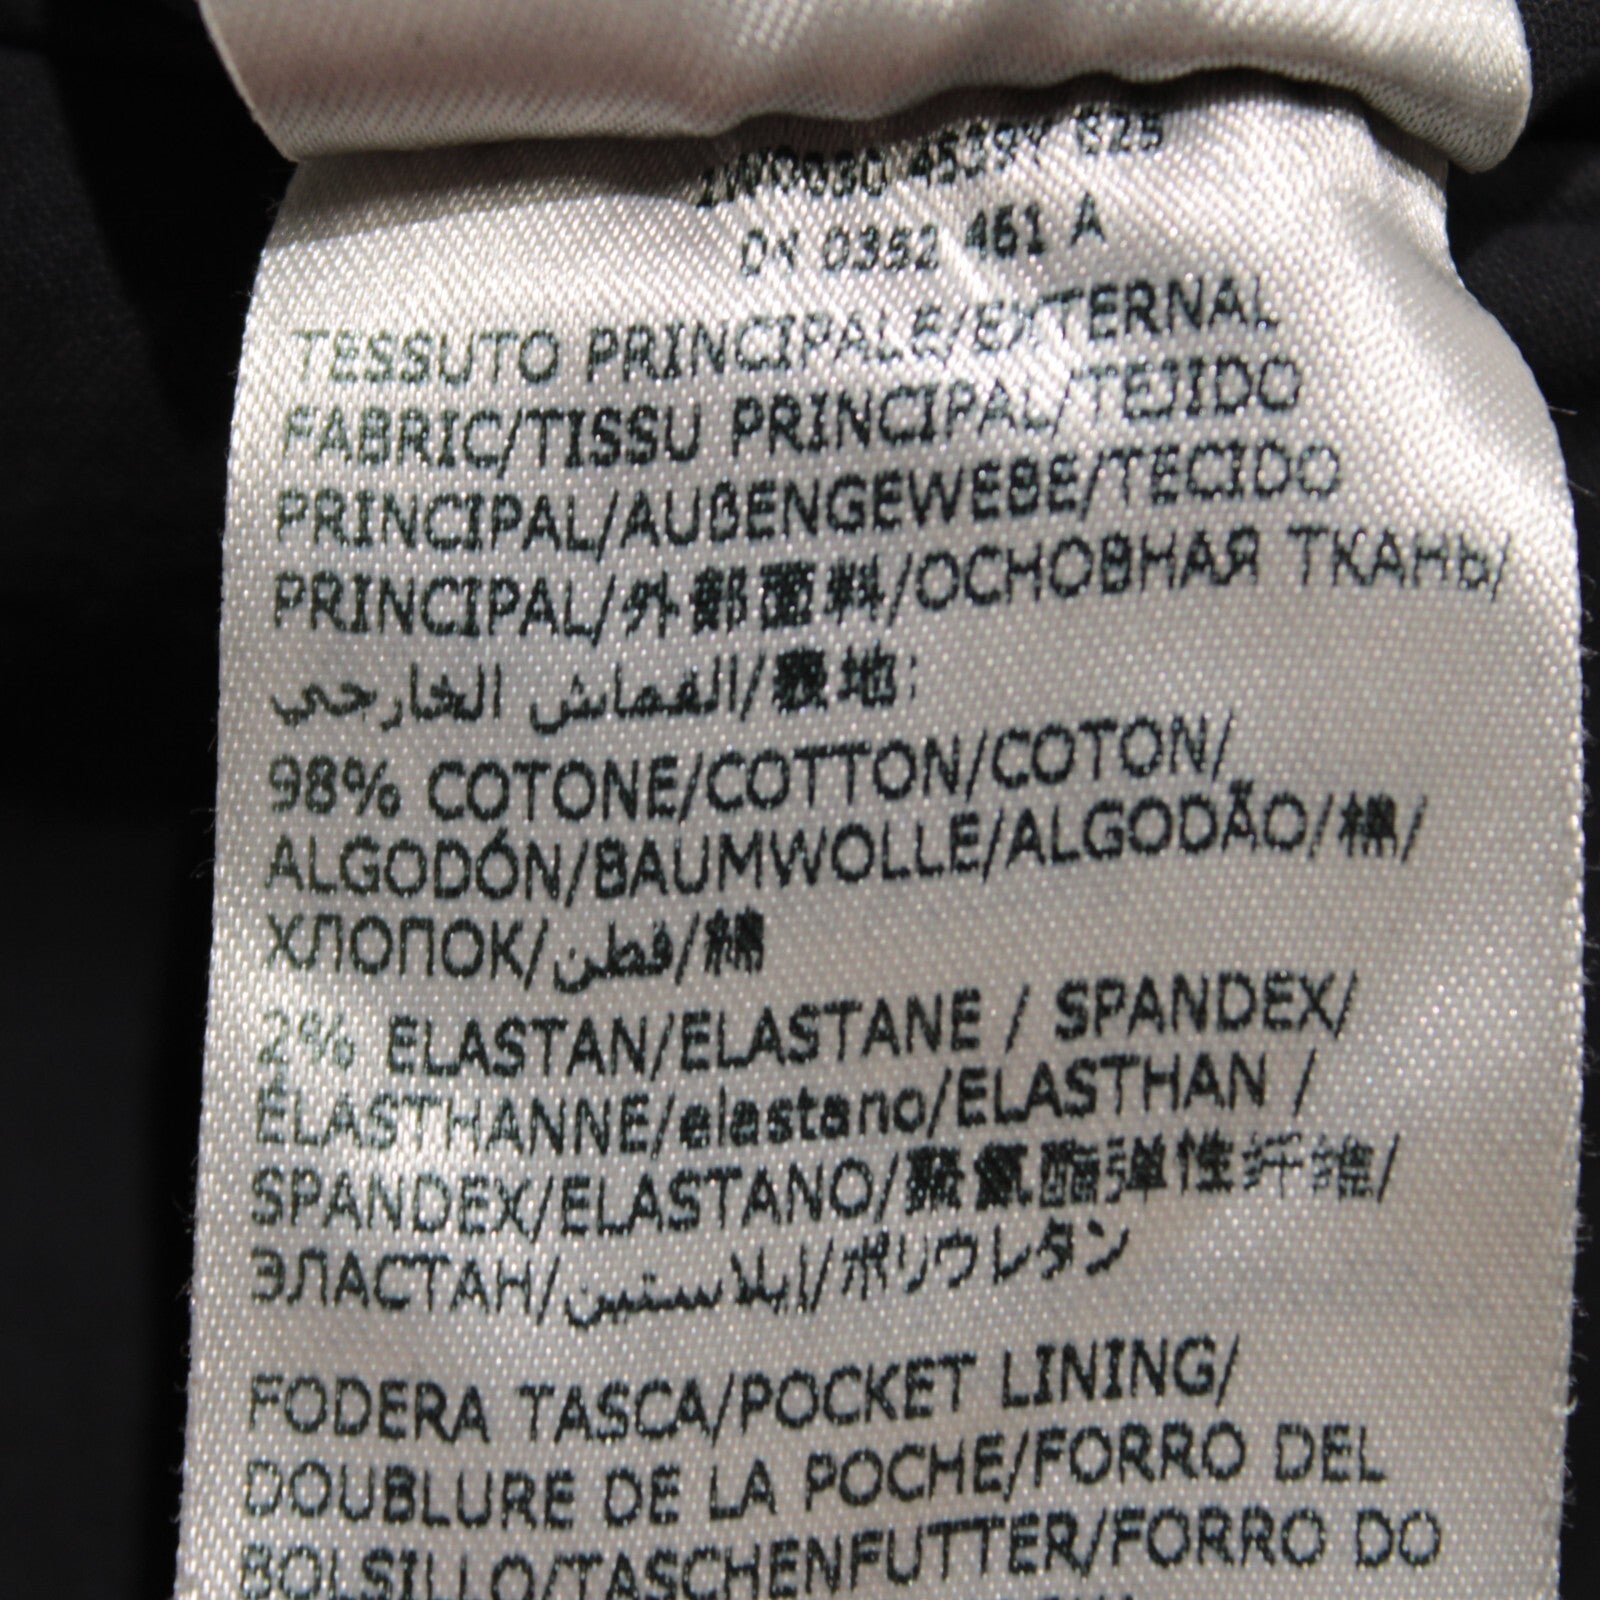 4539Y 825
0352 461 A
TESSUTO PRINCIPALE/EXTERNAL
FABRIC/TISSU PRINCIPAL/TEJIDO
PRINCIPAL/AUßENGEWEBE/TECIDO
PRINCIPAL/外部面料/ОСНОВНАЯ ТКАНЬ/
القماش الخارجي/表地:
98% COTONE/COTTON/COTON/
ALGODÓN/BAUMWOLLE/ALGODÃO/棉/
ХЛОПОК/قطن/綿
2% ELASTAN/ELASTANE / SPANDEX/
ÉLASTHANNE/elastano/ELASTHAN /
SPANDEX/ELASTANO/聚氨酯弹性纤维/
ЭЛАСТАН/إيلاستين/ポリウレタン
FODERA TASCA/POCKET LINING/
DOUBLURE DE LA POCHE/FORRO DEL
BOLSILLO/TASCHENFUTTER/FORRO DO